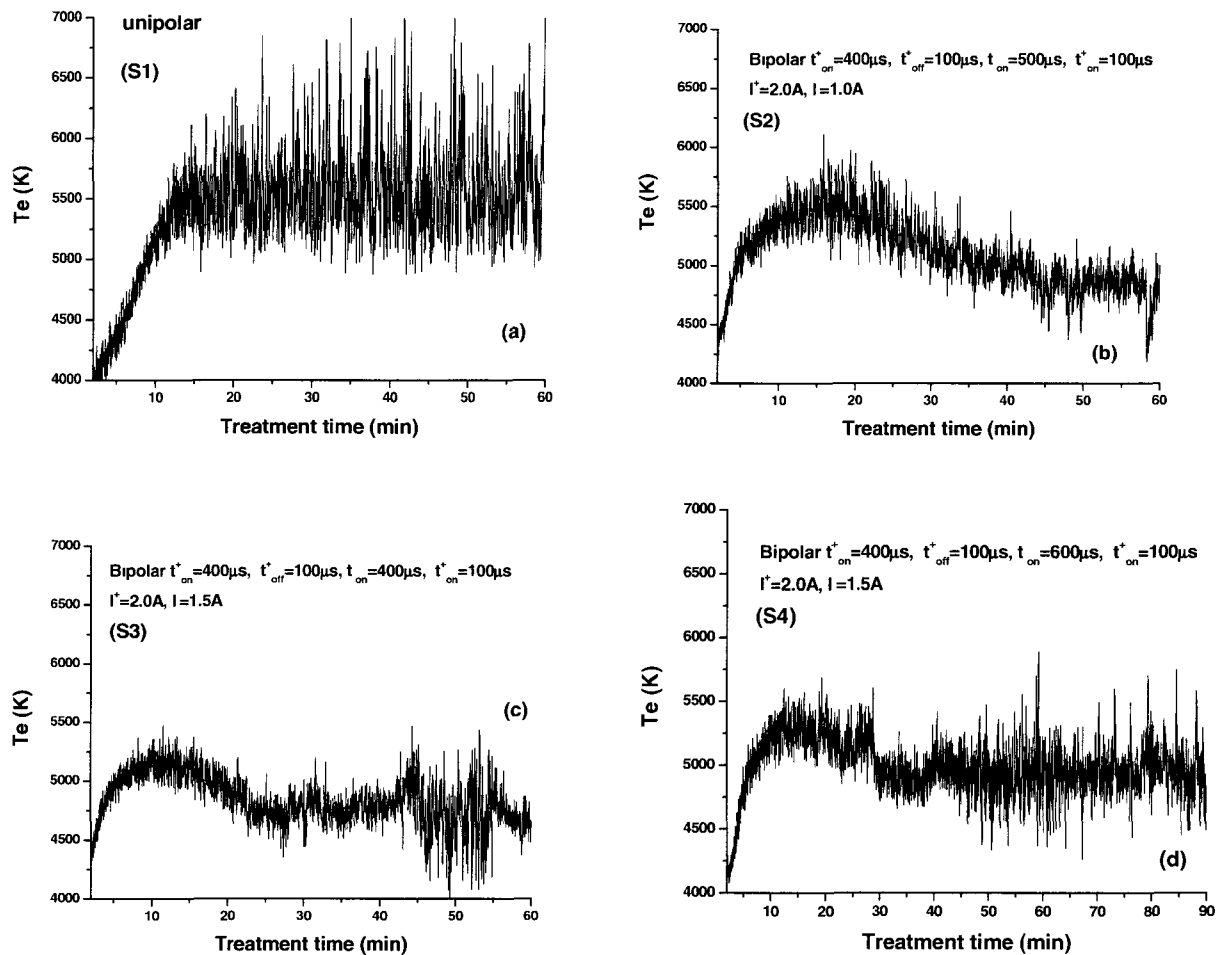 unipolar
(S1)
7000
6500
6000
5500
5000
4500
4000
Te (K)
(a)
10 20 30 40 50 60
Treatment time (min)
Bıpolar t⁺on=400µs, t⁺off=100µs, t on=500µs, t⁺on=100µs
I⁺=2.0A, I =1.0A
(S2)
7000
6500
6000
5500
5000
4500
4000
Te (K)
(b)
10 20 30 40 50 60
Treatment time (min)
Bıpolar t⁺on=400µs, t⁺off=100µs, t on=400µs, t⁺on=100µs
I⁺=2.0A, I =1.5A
(S3)
7000
6500
6000
5500
5000
4500
4000
Te (K)
(c)
10 20 30 40 50 60
Treatment time (min)
Bipolar t⁺on=400µs, t⁺off=100µs, t on=600µs, t⁺on=100µs
I⁺=2.0A, I =1.5A
(S4)
7000
6500
6000
5500
5000
4500
4000
Te (K)
(d)
10 20 30 40 50 60 70 80 90
Treatment time (min)